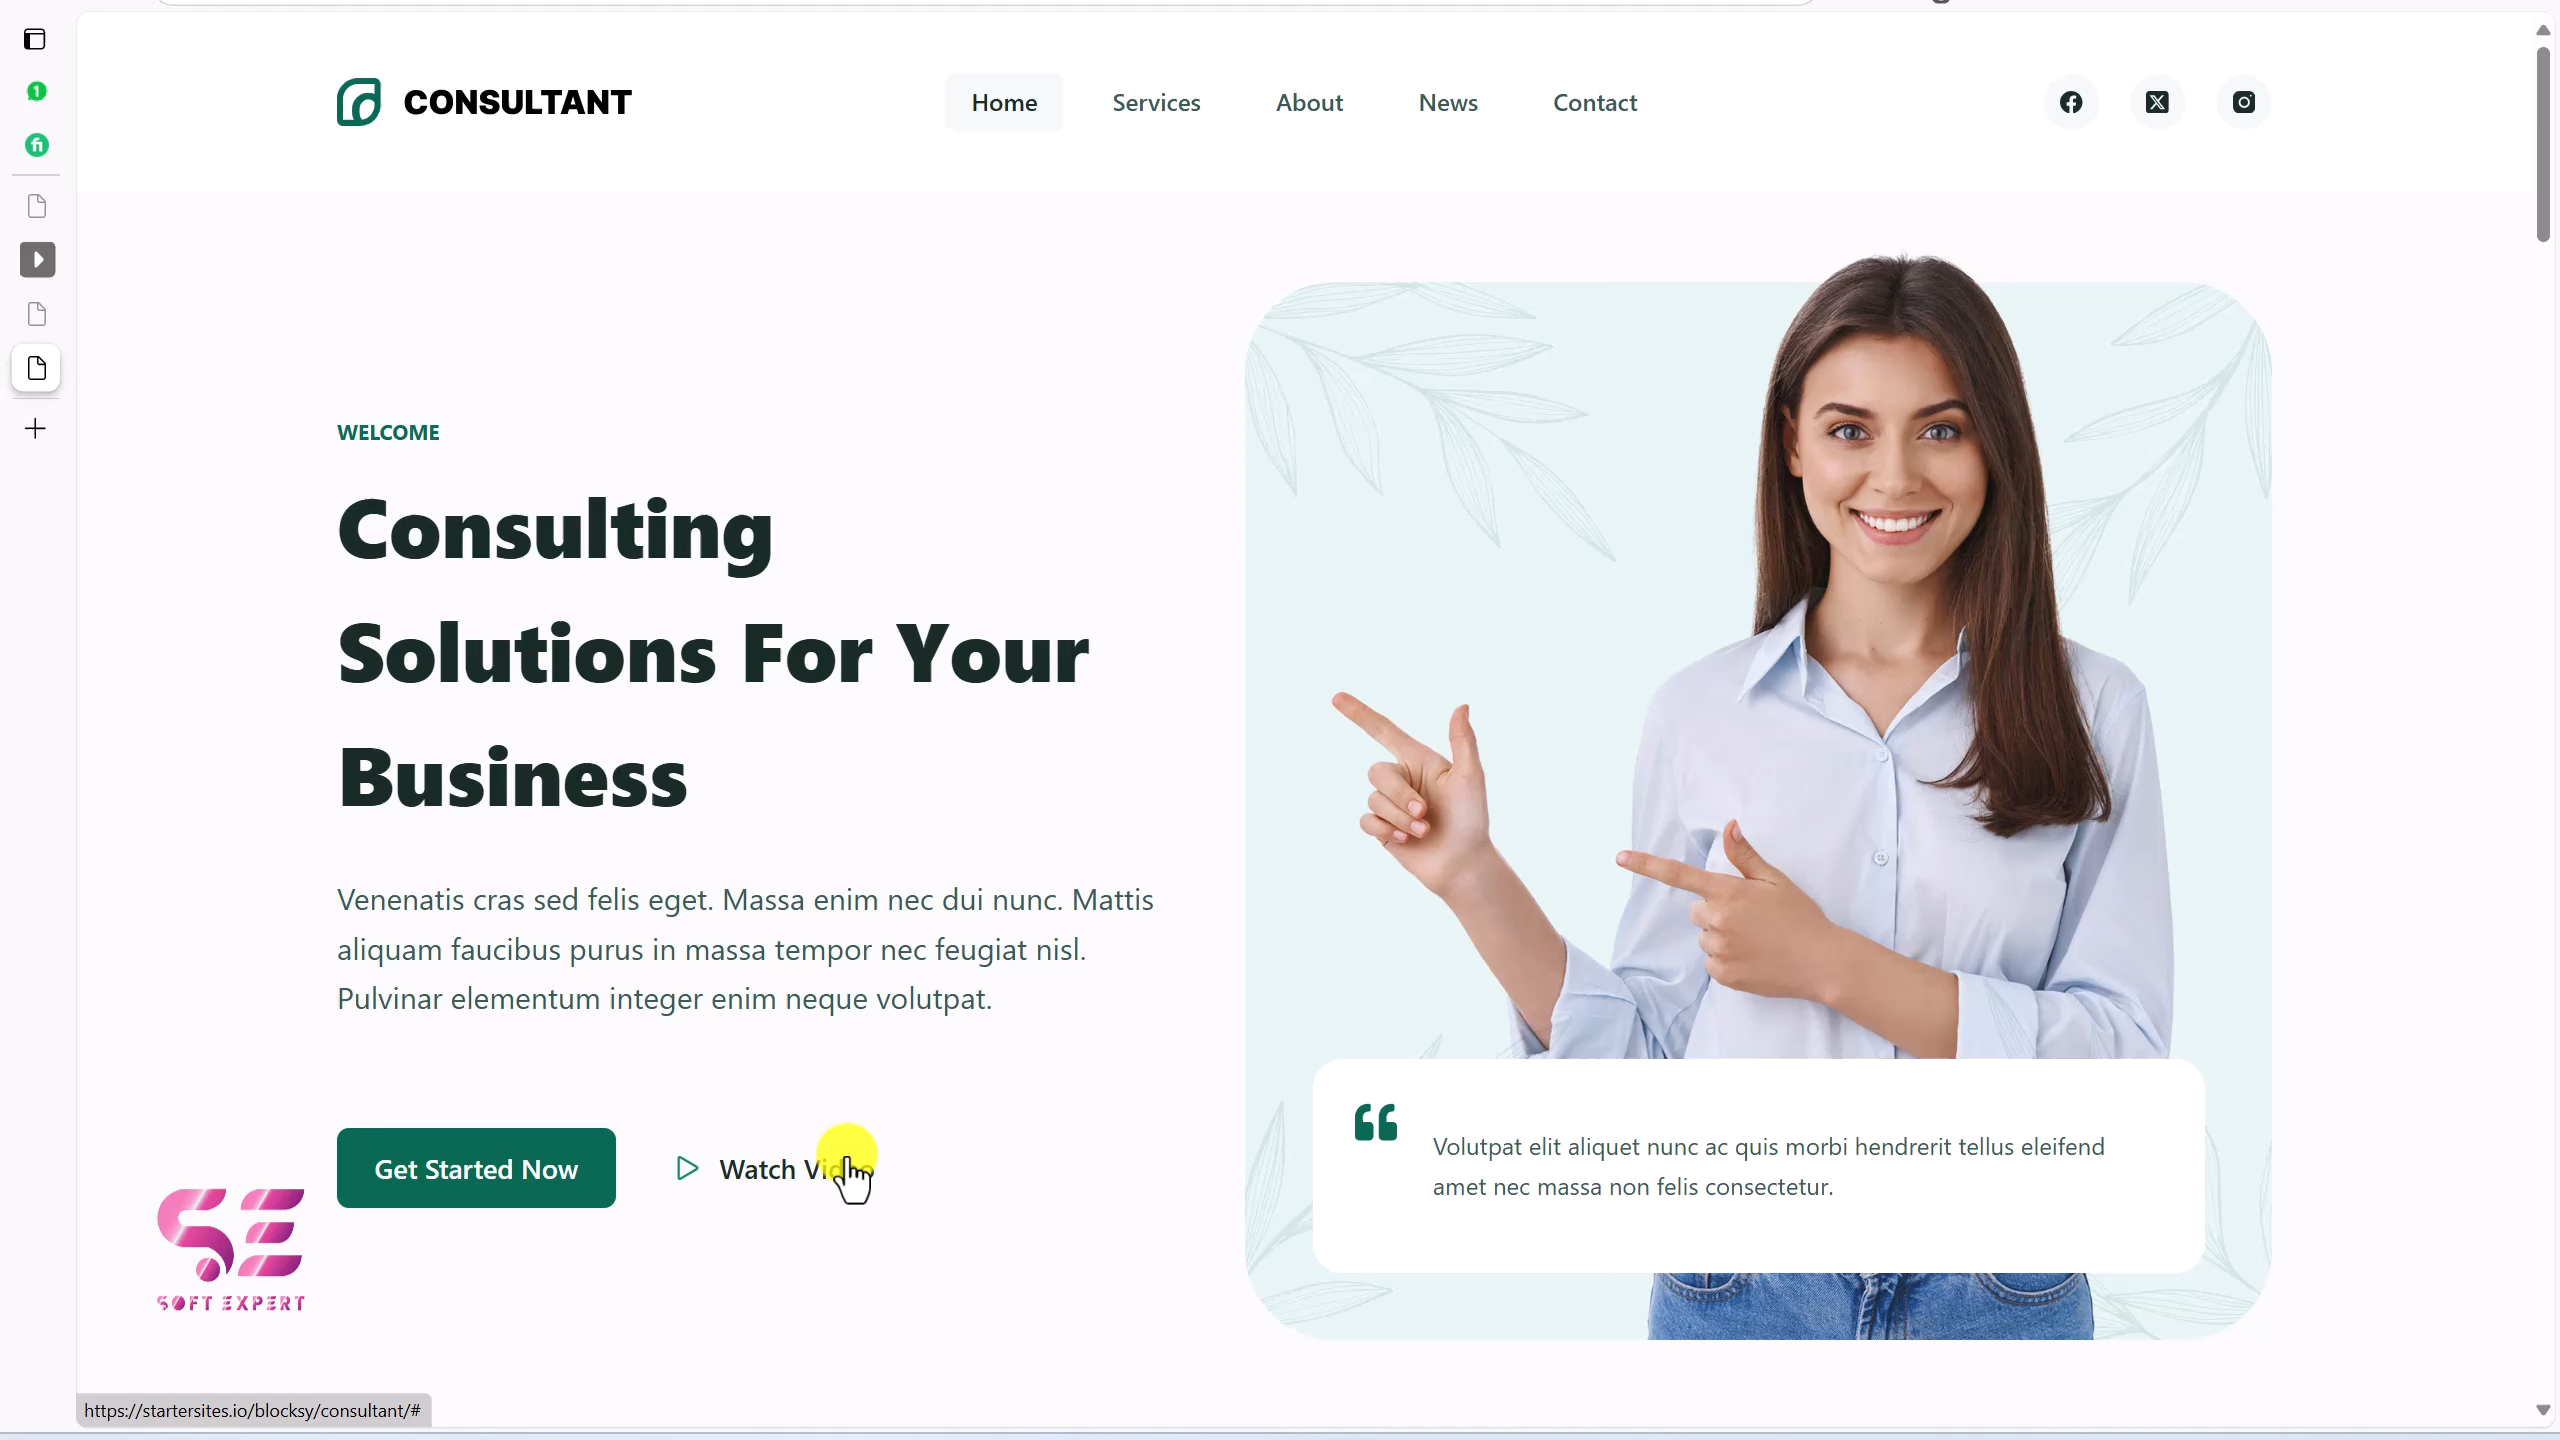 CONSULTANT
Home
Services
About
News
Contact
WELCOME
Consulting
Solutions For Your
Business
Venenatis cras sed felis eget. Massa enim nec dui nunc. Mattis
aliquam faucibus purus in massa tempor nec feugiat nisl.
Pulvinar elementum integer enim neque volutpat.
Get Started Now
Watch Video
Volutpat elit aliquet nunc ac quis morbi hendrerit tellus eleifend
amet nec massa non felis consectetur.
SE
SOFT EXPERT
https://startersites.io/blocksy/consultant/#